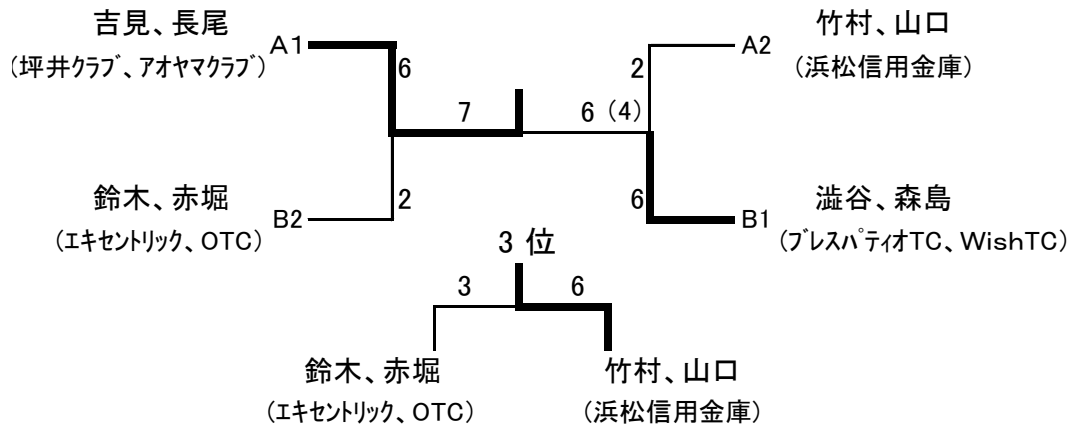 吉見、長尾
(坪井ｸﾗﾌﾞ、ｱｵﾔﾏｸﾗﾌﾞ)
A1
6
7
6 (4)
2
A2
竹村、山口
(浜松信用金庫)
鈴木、赤堀
(ｴｷｾﾝﾄﾘｯｸ、OTC)
B2
2
6
B1
澁谷、森島
(ﾌﾞﾚｽﾊﾟﾃｨｵTC、WishTC)
3 位
3
6
鈴木、赤堀
(ｴｷｾﾝﾄﾘｯｸ、OTC)
竹村、山口
(浜松信用金庫)